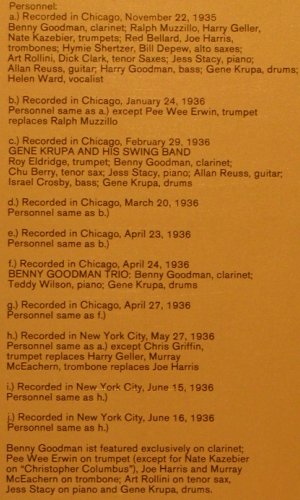 Personnel:
a.) Recorded in Chicago, November 22, 1935
Benny Goodman, clarinet; Ralph Muzzillo, Harry Geller,
Nate Kazebier, trumpets; Red Bellard, Joe Harris,
trombones; Hymie Shertzer, Bill Depew, alto saxes;
Art Rollini, Dick Clark, tenor Saxes; Jess Stacy, piano;
Allan Reuss, guitar; Harry Goodman, bass; Gene Krupa, drums
Helen Ward, vocalist
b.) Recorded in Chicago, January 24, 1936
Personnel same as a.) except Pee Wee Erwin, trumpet
replaces Ralph Muzzillo
c.) Recorded in Chicago, February 29, 1936
GENE KRUPA AND HIS SWING BAND
Roy Eldridge, trumpet; Benny Goodman, clarinet;
Chu Berry, tenor sax; Jess Stacy, piano; Allan Reuss, guitar;
Israel Crosby, bass; Gene Krupa, drums
d.) Recorded in Chicago, March 20, 1936
Personnel same as b.)
e.) Recorded in Chicago, April 23, 1936
Personnel same as b.)
f.) Recorded in Chicago, April 24, 1936
BENNY GOODMAN TRIO: Benny Goodman, clarinet;
Teddy Wilson, piano; Gene Krupa, drums
g.) Recorded in Chicago, April 27, 1936
Personnel same as f.)
h.) Recorded in New York City, May 27, 1936
Personnel same as a.) except Chris Griffin,
trumpet replaces Harry Geller, Murray
McEachern, trombone replaces Joe Harris
i.) Recorded in New York City, June 15, 1936
Personnel same as h.)
j.) Recorded in New York City, June 16, 1936
Personnel same as h.)
Benny Goodman ist featured exclusively on clarinet;
Pee Wee Erwin on trumpet (except for Nate Kazebier
on "Christopher Columbus"), Joe Harris and Murray
McEachern on trombone; Art Rollini on tenor sax,
Jess Stacy on piano and Gene Krupa, drums.